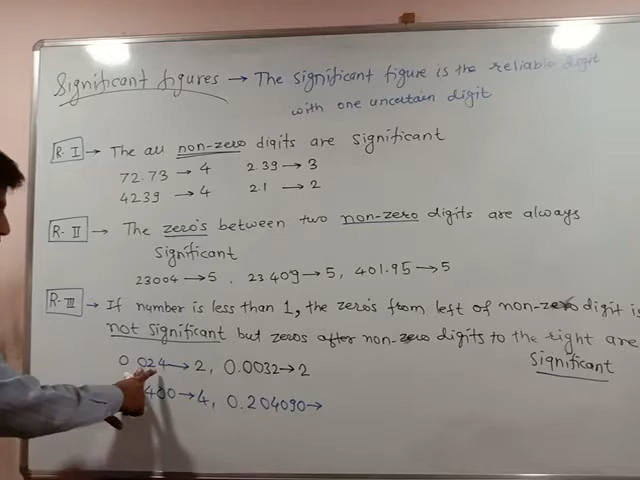 Significant figures → The significant figure is the reliable digit
with one uncertain digit
R-I → The all non-zero digits are significant
72.73 → 4 2.39 → 3
4239 → 4 2.1 → 2
R-II → The zero's between two non-zero digits are always
significant
23004 → 5, 23409 → 5, 401.95 → 5
R-III → If number is less than 1, the zero's from left of non-zero digit is
not significant but zeros after non-zero digits to the right are
significant
0.024 → 2, 0.0032 → 2
400 → 4, 0.204090 →